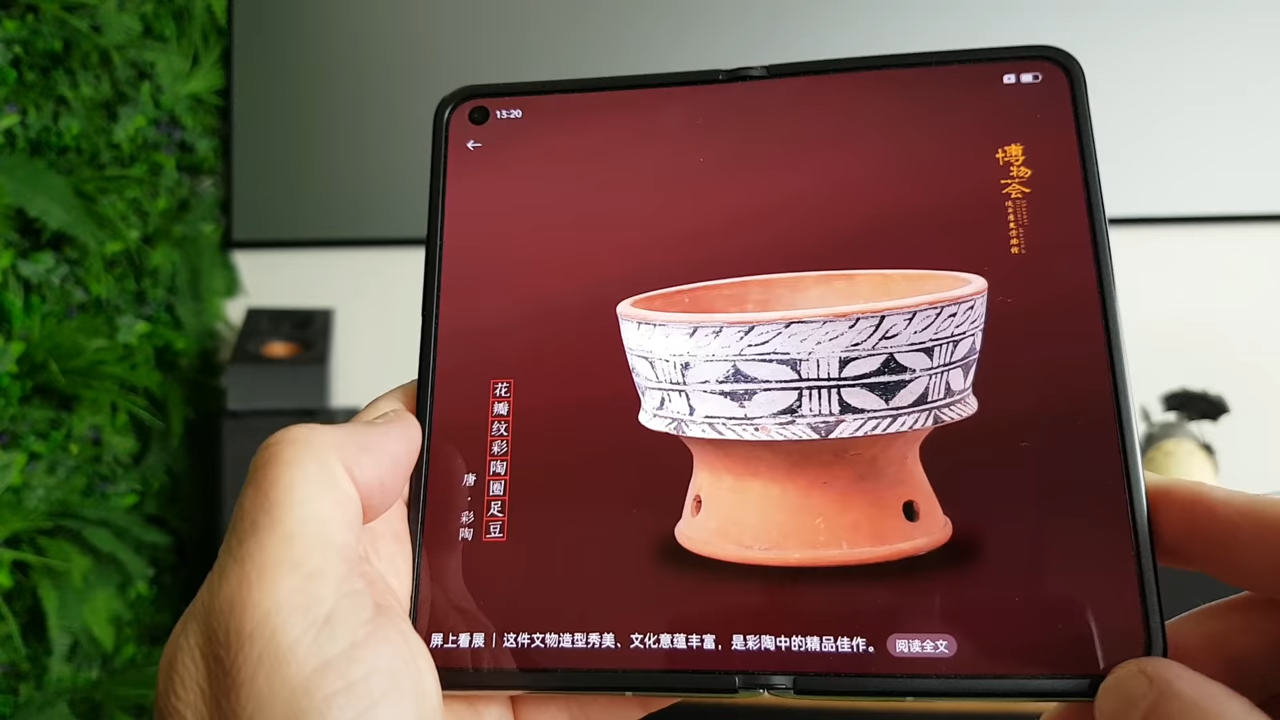 13:20
博物荟
花瓣纹彩陶圈足豆
唐·彩陶
屏上看展｜这件文物造型秀美、文化意蕴丰富，是彩陶中的精品佳作。
阅读全文